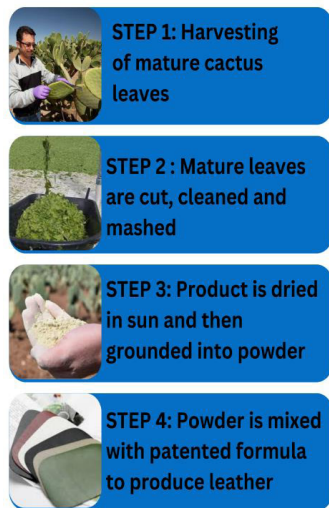 STEP 1: Harvesting
of mature cactus
leaves
STEP 2 : Mature leaves
are cut, cleaned and
mashed
STEP 3: Product is dried
in sun and then
grounded into powder
STEP 4: Powder is mixed
with patented formula
to produce leather